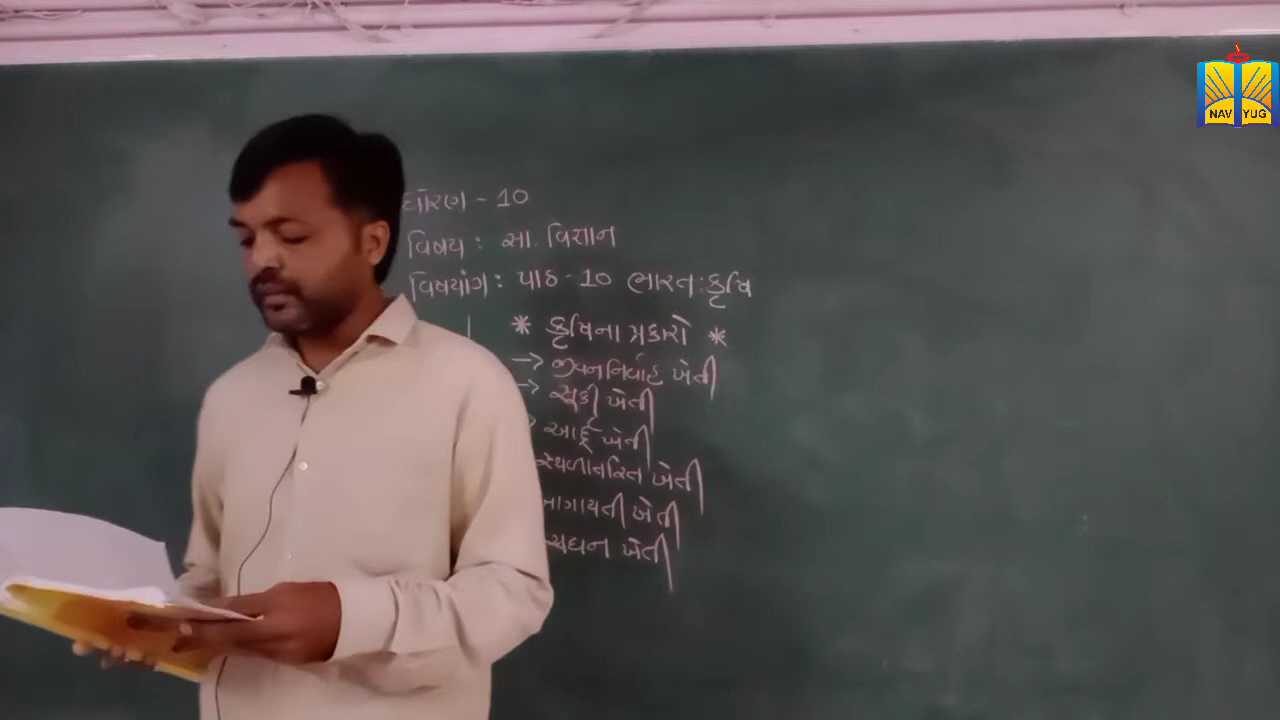 ધોરણ - 10
વિષય : સા. વિજ્ઞાન
વિષયાંગ : પાઠ - 10 ભારત : કૃષિ
* કૃષિના પ્રકારો *
→ જીવનનિર્વાહ ખેતી
→ સૂકી ખેતી
આર્દ્ર ખેતી
સ્થળાંતરિત ખેતી
બાગાયતી ખેતી
સઘન ખેતી
NAV YUG